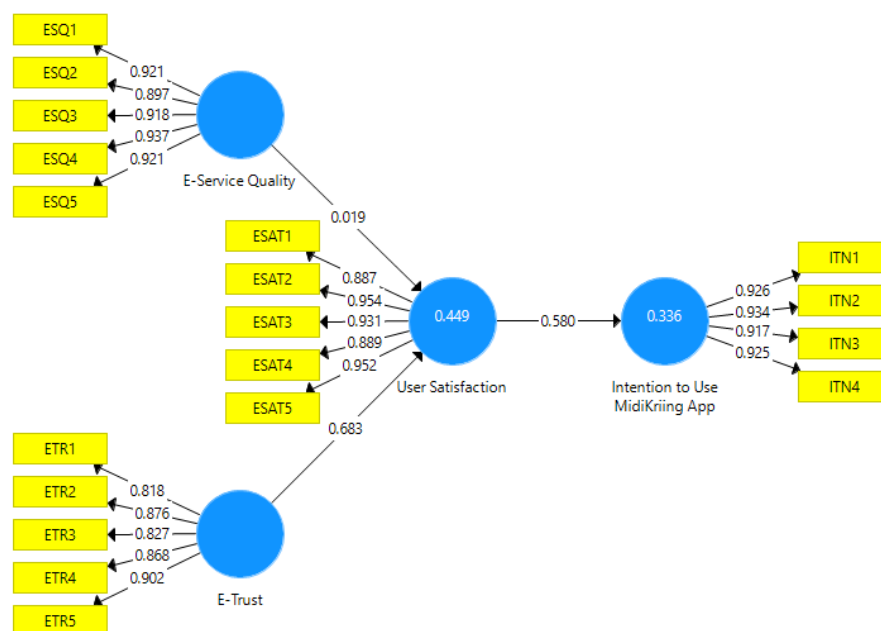 ESQ1
ESQ2
ESQ3
ESQ4
ESQ5
0.921
0.897
0.918
0.937
0.921
E-Service Quality
0.019
ESAT1
ESAT2
ESAT3
ESAT4
ESAT5
0.887
0.954
0.931
0.889
0.952
0.449
User Satisfaction
0.580
0.336
Intention to Use
MidiKriing App
0.926
0.934
0.917
0.925
ITN1
ITN2
ITN3
ITN4
0.683
ETR1
ETR2
ETR3
ETR4
ETR5
0.818
0.876
0.827
0.868
0.902
E-Trust